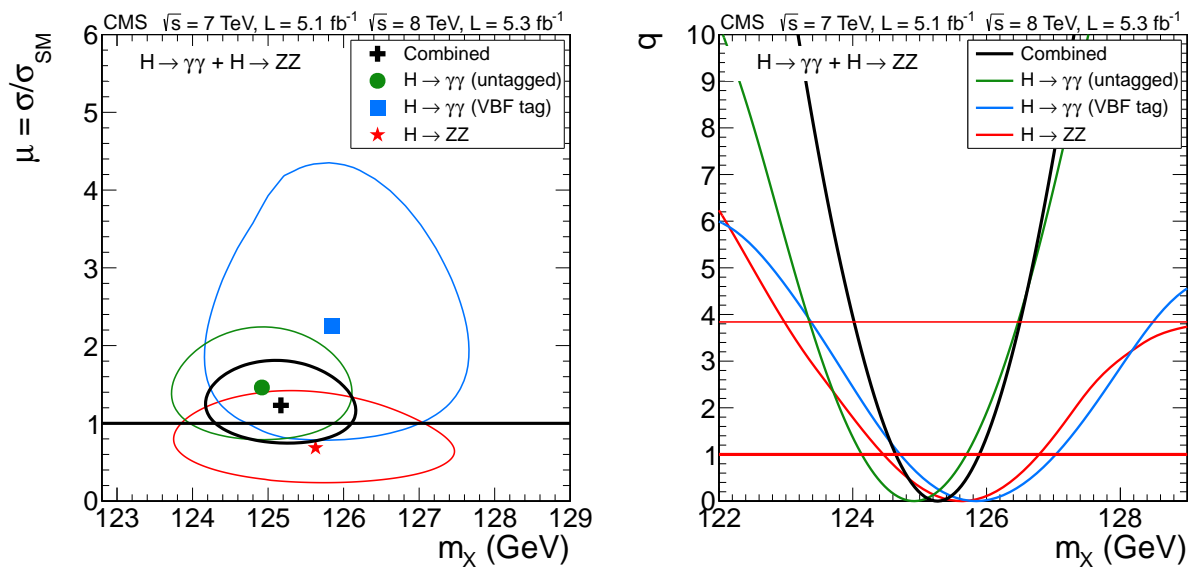 CMS √s = 7 TeV, L = 5.1 fb⁻¹ √s = 8 TeV, L = 5.3 fb⁻¹
μ = σ/σ_SM
6
5
4
3
2
1
0
H → γγ + H → ZZ
Combined
H → γγ (untagged)
H → γγ (VBF tag)
H → ZZ
123 124 125 126 127 128 129
m_X (GeV)
CMS √s = 7 TeV, L = 5.1 fb⁻¹ √s = 8 TeV, L = 5.3 fb⁻¹
q
10
9
8
7
6
5
4
3
2
1
0
H → γγ + H → ZZ
Combined
H → γγ (untagged)
H → γγ (VBF tag)
H → ZZ
122 124 126 128
m_X (GeV)